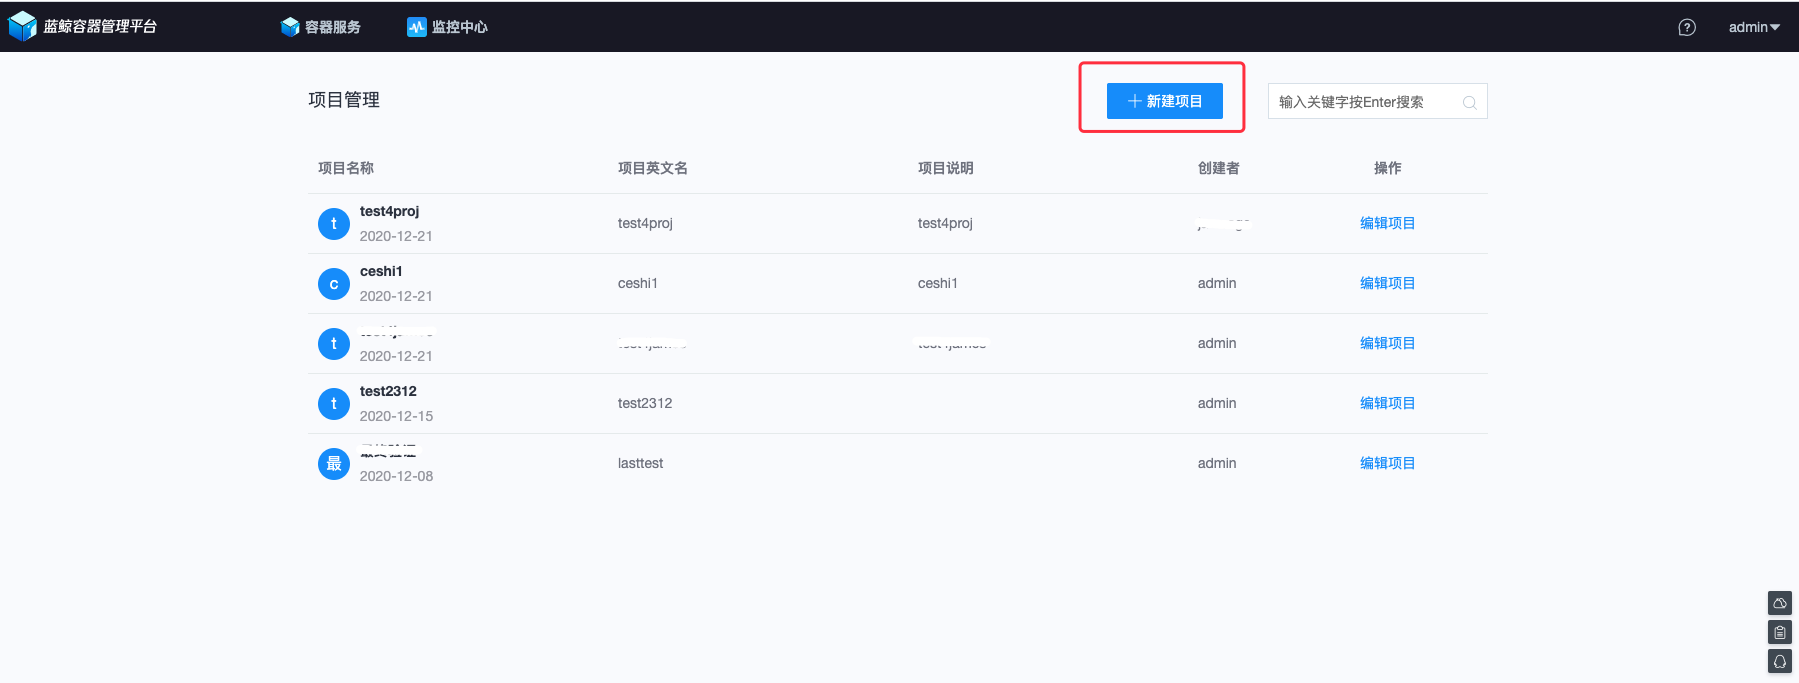 蓝鲸容器管理平台
容器服务
监控中心
admin
项目管理
新建项目
输入关键字按Enter搜索
项目名称 项目英文名 项目说明 创建者 操作
t test4proj test4proj test4proj 编辑项目
2020-12-21
c ceshi1 ceshi1 ceshi1 admin 编辑项目
2020-12-21
t admin 编辑项目
2020-12-21
t test2312 test2312 admin 编辑项目
2020-12-15
最 lasttest admin 编辑项目
2020-12-08